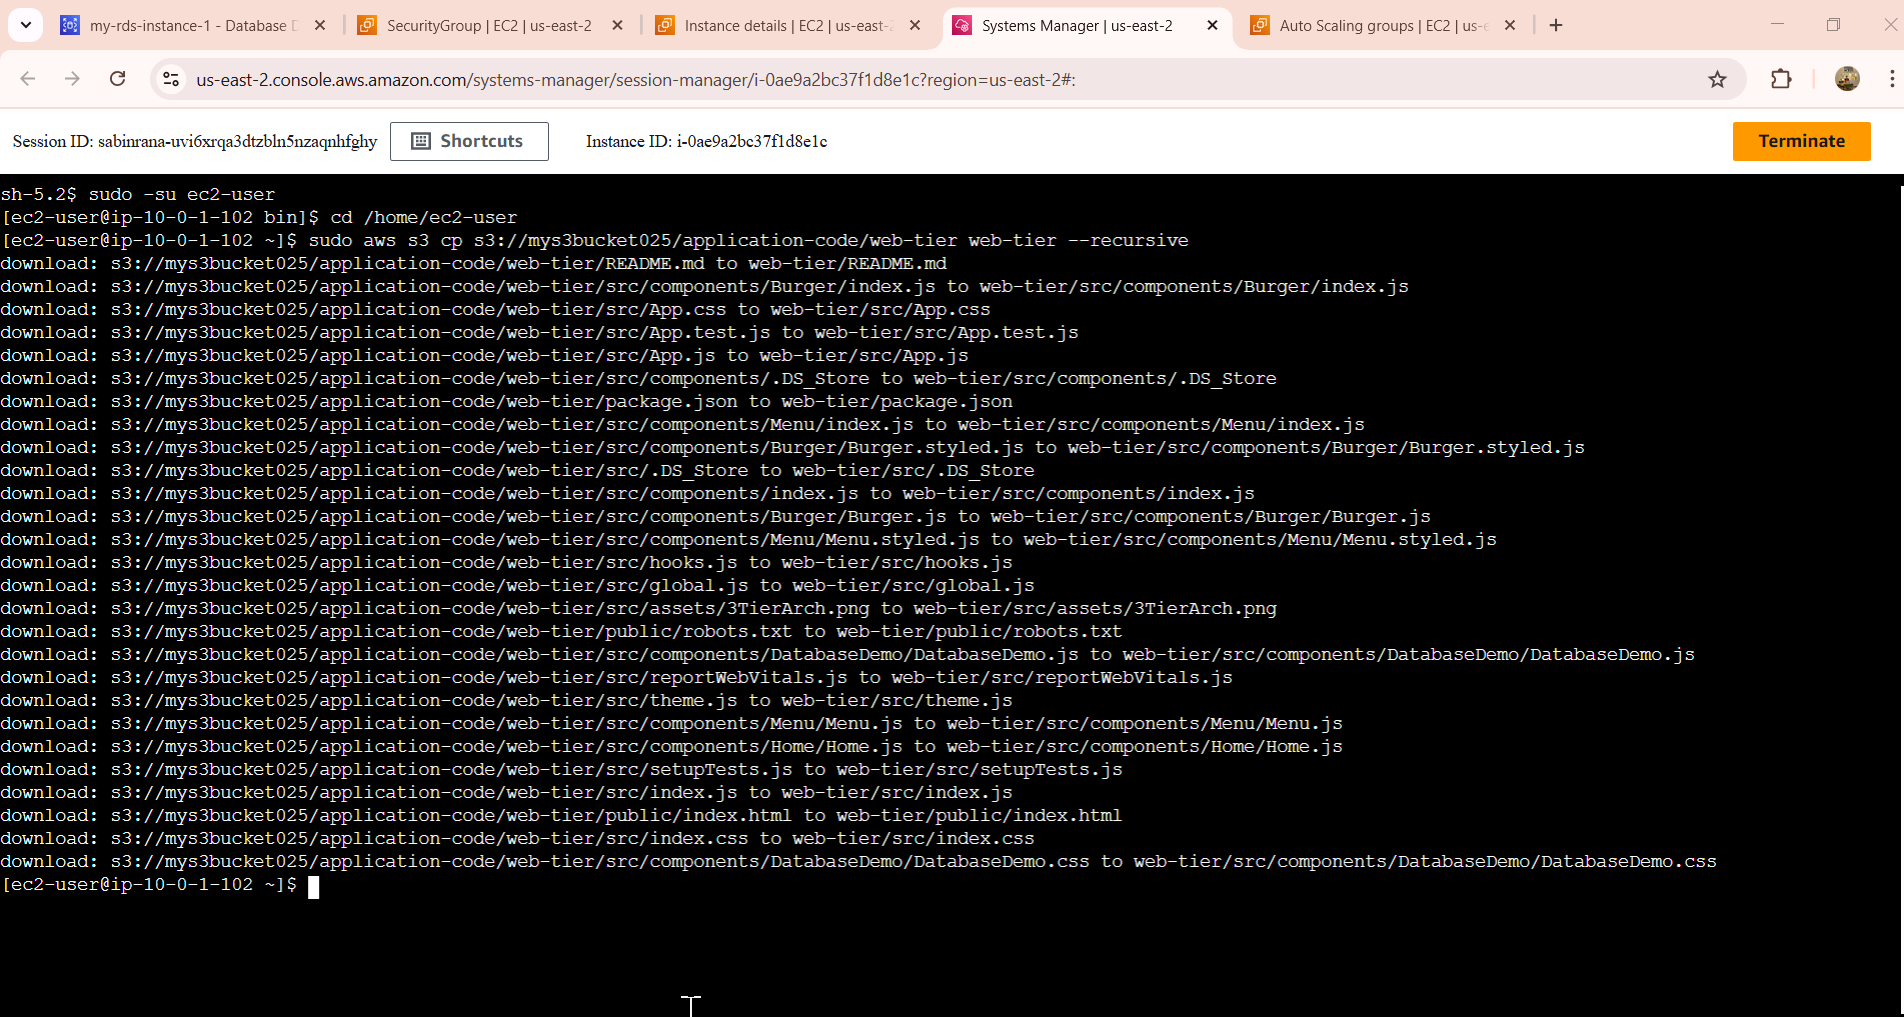 my-rds-instance-1 - Database D
SecurityGroup | EC2 | us-east-2
Instance details | EC2 | us-east-2
Systems Manager | us-east-2
Auto Scaling groups | EC2 | us-e
us-east-2.console.aws.amazon.com/systems-manager/session-manager/i-0ae9a2bc37f1d8e1c?region=us-east-2#:
Session ID: sabinrana-uvi6xrqa3dtzbln5nzaqnhfghy
Shortcuts
Instance ID: i-0ae9a2bc37f1d8e1c
Terminate
sh-5.2$ sudo -su ec2-user
[ec2-user@ip-10-0-1-102 bin]$ cd /home/ec2-user
[ec2-user@ip-10-0-1-102 ~]$ sudo aws s3 cp s3://mys3bucket025/application-code/web-tier web-tier --recursive
download: s3://mys3bucket025/application-code/web-tier/README.md to web-tier/README.md
download: s3://mys3bucket025/application-code/web-tier/src/components/Burger/index.js to web-tier/src/components/Burger/index.js
download: s3://mys3bucket025/application-code/web-tier/src/App.css to web-tier/src/App.css
download: s3://mys3bucket025/application-code/web-tier/src/App.test.js to web-tier/src/App.test.js
download: s3://mys3bucket025/application-code/web-tier/src/App.js to web-tier/src/App.js
download: s3://mys3bucket025/application-code/web-tier/src/components/.DS_Store to web-tier/src/components/.DS_Store
download: s3://mys3bucket025/application-code/web-tier/package.json to web-tier/package.json
download: s3://mys3bucket025/application-code/web-tier/src/components/Menu/index.js to web-tier/src/components/Menu/index.js
download: s3://mys3bucket025/application-code/web-tier/src/components/Burger/Burger.styled.js to web-tier/src/components/Burger/Burger.styled.js
download: s3://mys3bucket025/application-code/web-tier/src/.DS_Store to web-tier/src/.DS_Store
download: s3://mys3bucket025/application-code/web-tier/src/components/index.js to web-tier/src/components/index.js
download: s3://mys3bucket025/application-code/web-tier/src/components/Burger/Burger.js to web-tier/src/components/Burger/Burger.js
download: s3://mys3bucket025/application-code/web-tier/src/components/Menu/Menu.styled.js to web-tier/src/components/Menu/Menu.styled.js
download: s3://mys3bucket025/application-code/web-tier/src/hooks.js to web-tier/src/hooks.js
download: s3://mys3bucket025/application-code/web-tier/src/global.js to web-tier/src/global.js
download: s3://mys3bucket025/application-code/web-tier/src/assets/3TierArch.png to web-tier/src/assets/3TierArch.png
download: s3://mys3bucket025/application-code/web-tier/public/robots.txt to web-tier/public/robots.txt
download: s3://mys3bucket025/application-code/web-tier/src/components/DatabaseDemo/DatabaseDemo.js to web-tier/src/components/DatabaseDemo/DatabaseDemo.js
download: s3://mys3bucket025/application-code/web-tier/src/reportWebVitals.js to web-tier/src/reportWebVitals.js
download: s3://mys3bucket025/application-code/web-tier/src/theme.js to web-tier/src/theme.js
download: s3://mys3bucket025/application-code/web-tier/src/components/Menu/Menu.js to web-tier/src/components/Menu/Menu.js
download: s3://mys3bucket025/application-code/web-tier/src/components/Home/Home.js to web-tier/src/components/Home/Home.js
download: s3://mys3bucket025/application-code/web-tier/src/setupTests.js to web-tier/src/setupTests.js
download: s3://mys3bucket025/application-code/web-tier/src/index.js to web-tier/src/index.js
download: s3://mys3bucket025/application-code/web-tier/public/index.html to web-tier/public/index.html
download: s3://mys3bucket025/application-code/web-tier/src/index.css to web-tier/src/index.css
download: s3://mys3bucket025/application-code/web-tier/src/components/DatabaseDemo/DatabaseDemo.css to web-tier/src/components/DatabaseDemo/DatabaseDemo.css
[ec2-user@ip-10-0-1-102 ~]$